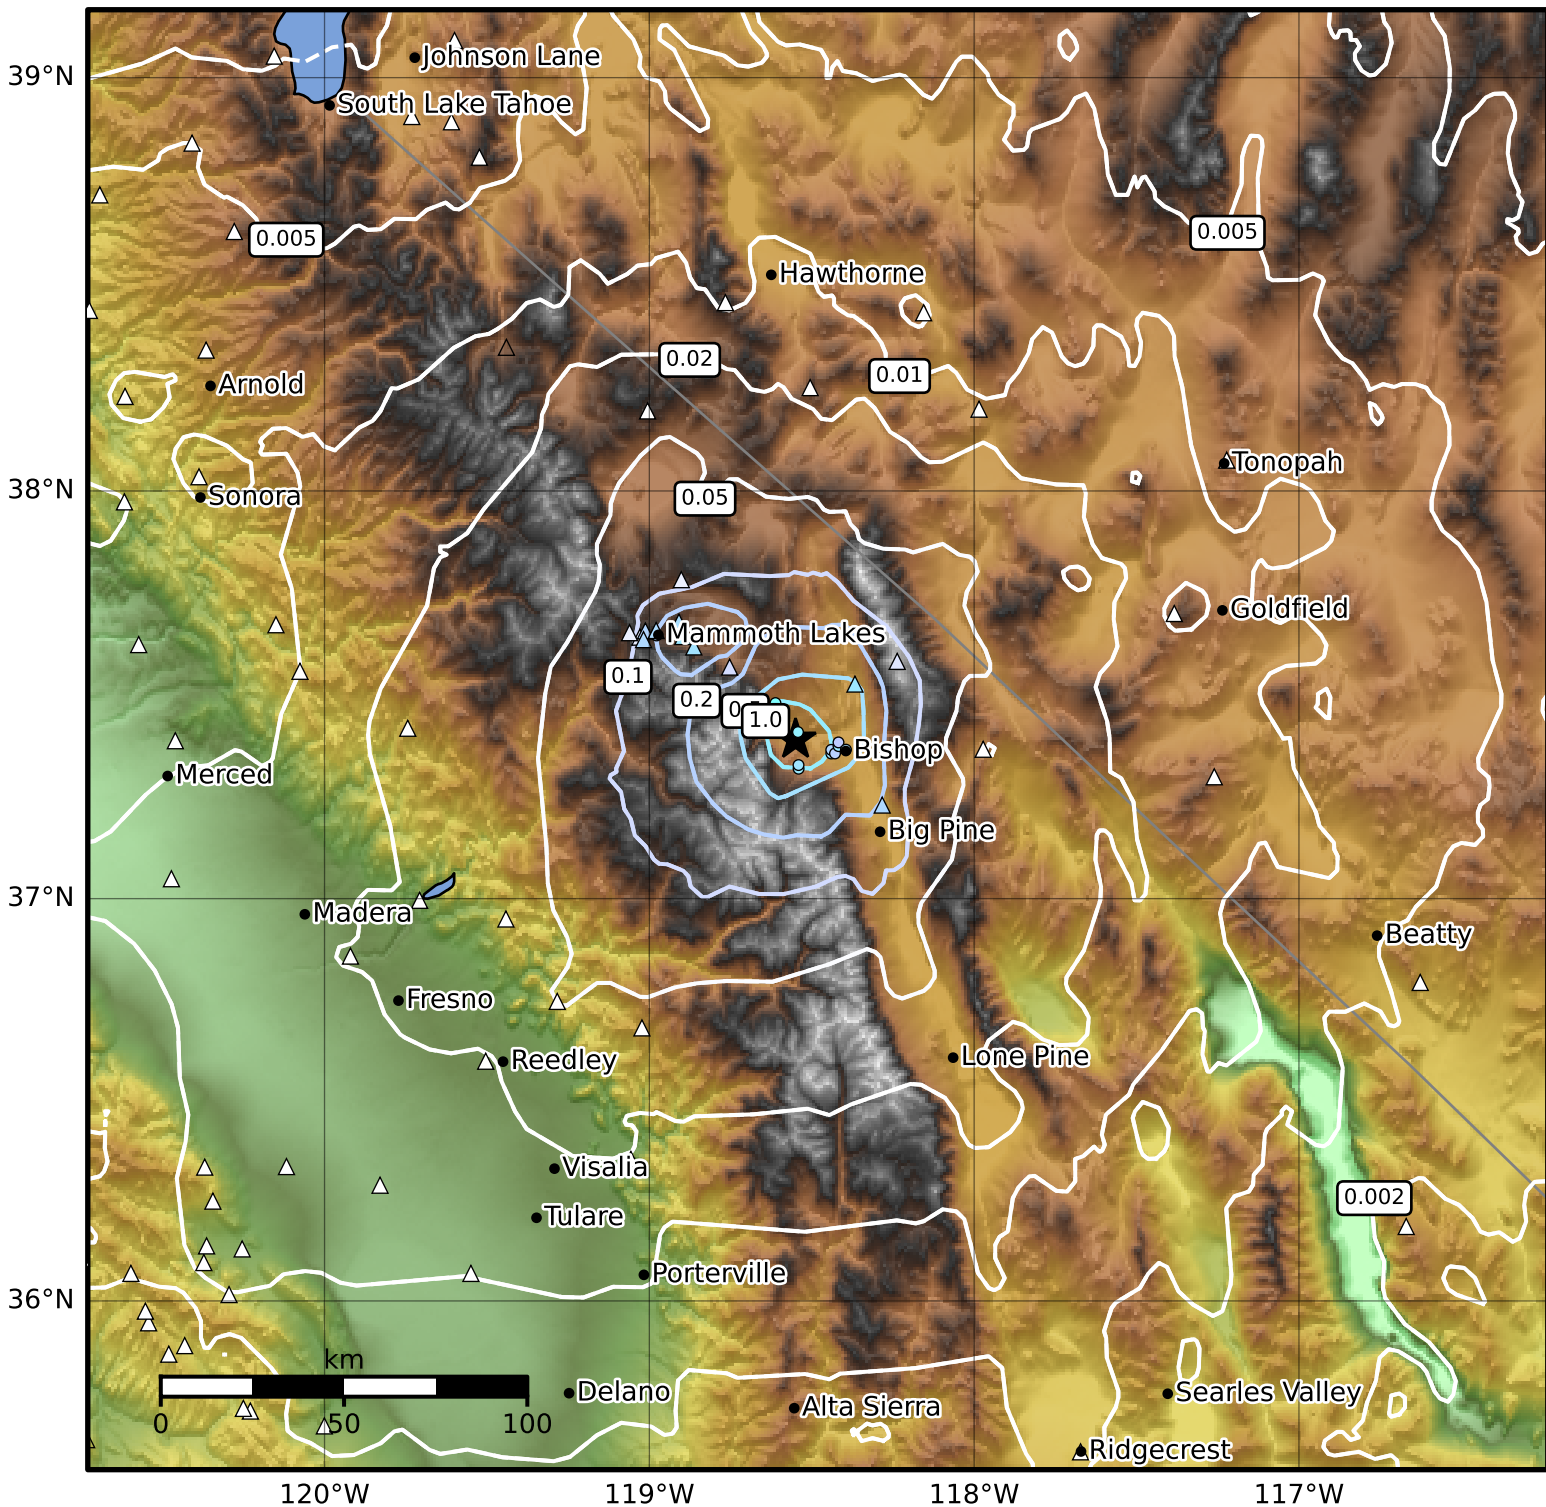 Johnson Lane
39°N
South Lake Tahoe
0.005
0.005
Hawthorne
0.02
0.01
Arnold
Tonopah
38°N
Sonora
0.05
Goldfield
Mammoth Lakes
0.1
0.2
1.0
Bishop
Merced
Big Pine
37°N
Madera
Beatty
Fresno
Lone Pine
Reedley
Visalia
0.002
Tulare
Porterville
36°N
km
Delano
Searles Valley
Alta Sierra
0 50 100
Ridgecrest
120°W 119°W 118°W 117°W